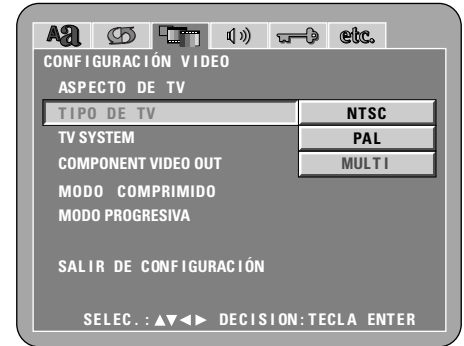 Aa etc.
CONFIGURACIÓN VIDEO
ASPECTO DE TV
TIPO DE TV NTSC
TV SYSTEM PAL
COMPONENT VIDEO OUT MULTI
MODO COMPRIMIDO
MODO PROGRESIVA
SALIR DE CONFIGURACIÓN
SELEC.:▲▼◄► DECISION:TECLA ENTER